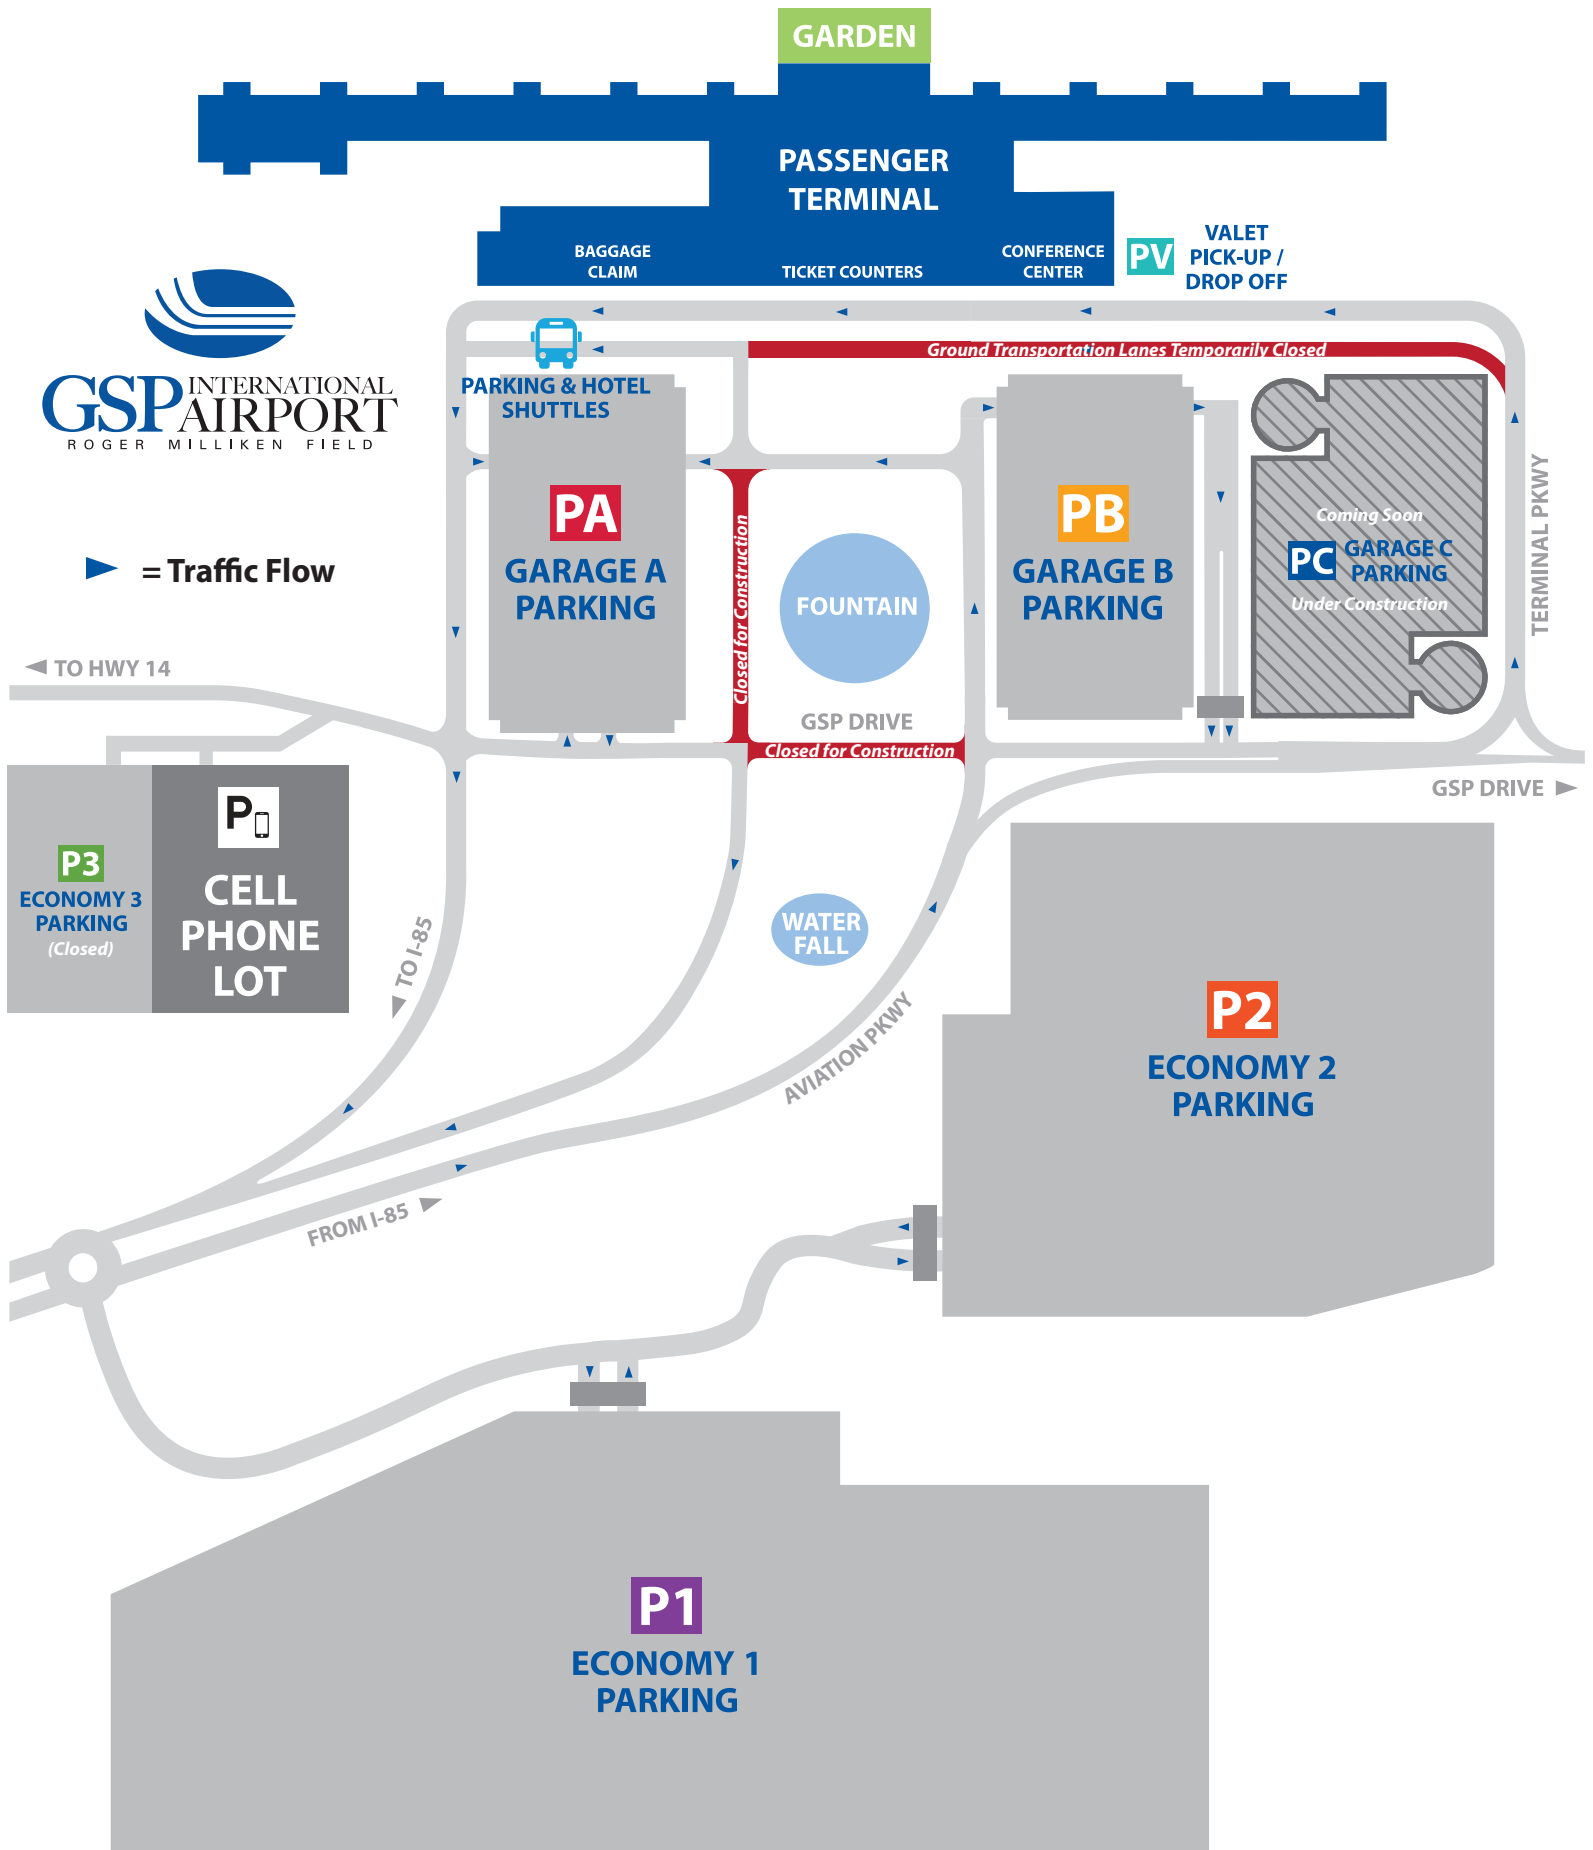 GARDEN
PASSENGER
TERMINAL
BAGGAGE
CLAIM
TICKET COUNTERS
CONFERENCE
CENTER
PV
VALET
PICK-UP /
DROP OFF
GSP INTERNATIONAL
AIRPORT
ROGER MILLIKEN FIELD
Ground Transportation Lanes Temporarily Closed
PARKING & HOTEL
SHUTTLES
= Traffic Flow
PA
GARAGE A
PARKING
Closed for Construction
FOUNTAIN
PB
GARAGE B
PARKING
Coming Soon
PC
GARAGE C
PARKING
Under Construction
TERMINAL PKWY
TO HWY 14
GSP DRIVE
Closed for Construction
GSP DRIVE
P3
ECONOMY 3
PARKING
(Closed)
P
CELL
PHONE
LOT
TO I-85
WATER
FALL
AVIATION PKWY
FROM I-85
P2
ECONOMY 2
PARKING
P1
ECONOMY 1
PARKING